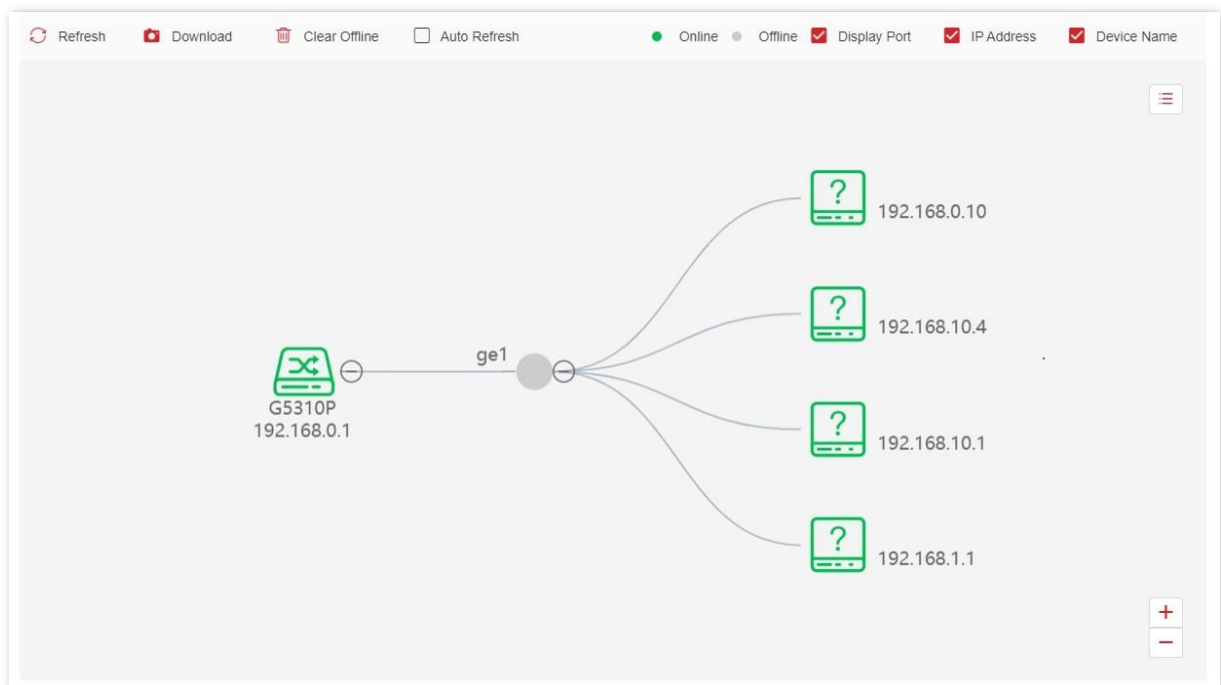 Refresh Download Clear Offline Auto Refresh Online Offline Display Port IP Address Device Name
? 192.168.0.10
? 192.168.10.4
ge1
G5310P
192.168.0.1
? 192.168.10.1
? 192.168.1.1